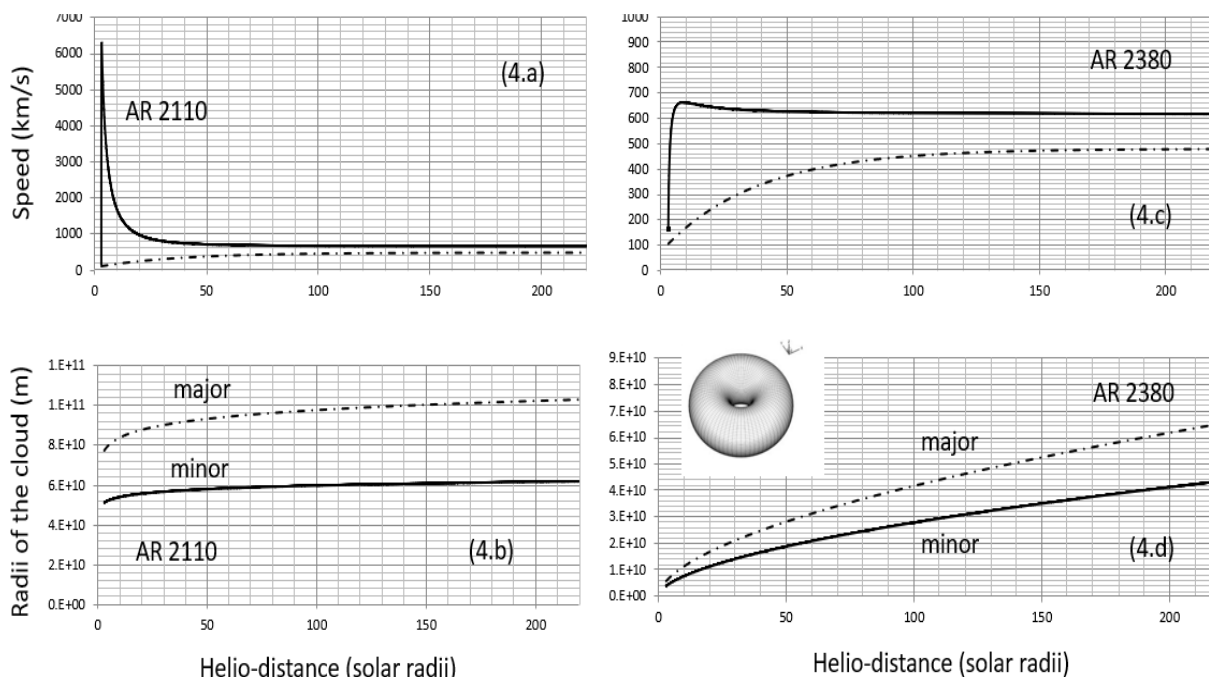 Speed (km/s)
7000
6000
5000
4000
3000
2000
1000
0
0 50 100 150 200
AR 2110
(4.a)
1000
900
800
700
600
500
400
300
200
100
0
0 50 100 150 200
AR 2380
(4.c)
Radii of the cloud (m)
1.E+11
1.E+11
8.E+10
6.E+10
4.E+10
2.E+10
0.E+00
0 50 100 150 200
major
minor
AR 2110
(4.b)
Helio-distance (solar radii)
9.E+10
8.E+10
7.E+10
6.E+10
5.E+10
4.E+10
3.E+10
2.E+10
1.E+10
0.E+00
0 50 100 150 200
AR 2380
major
minor
(4.d)
Helio-distance (solar radii)